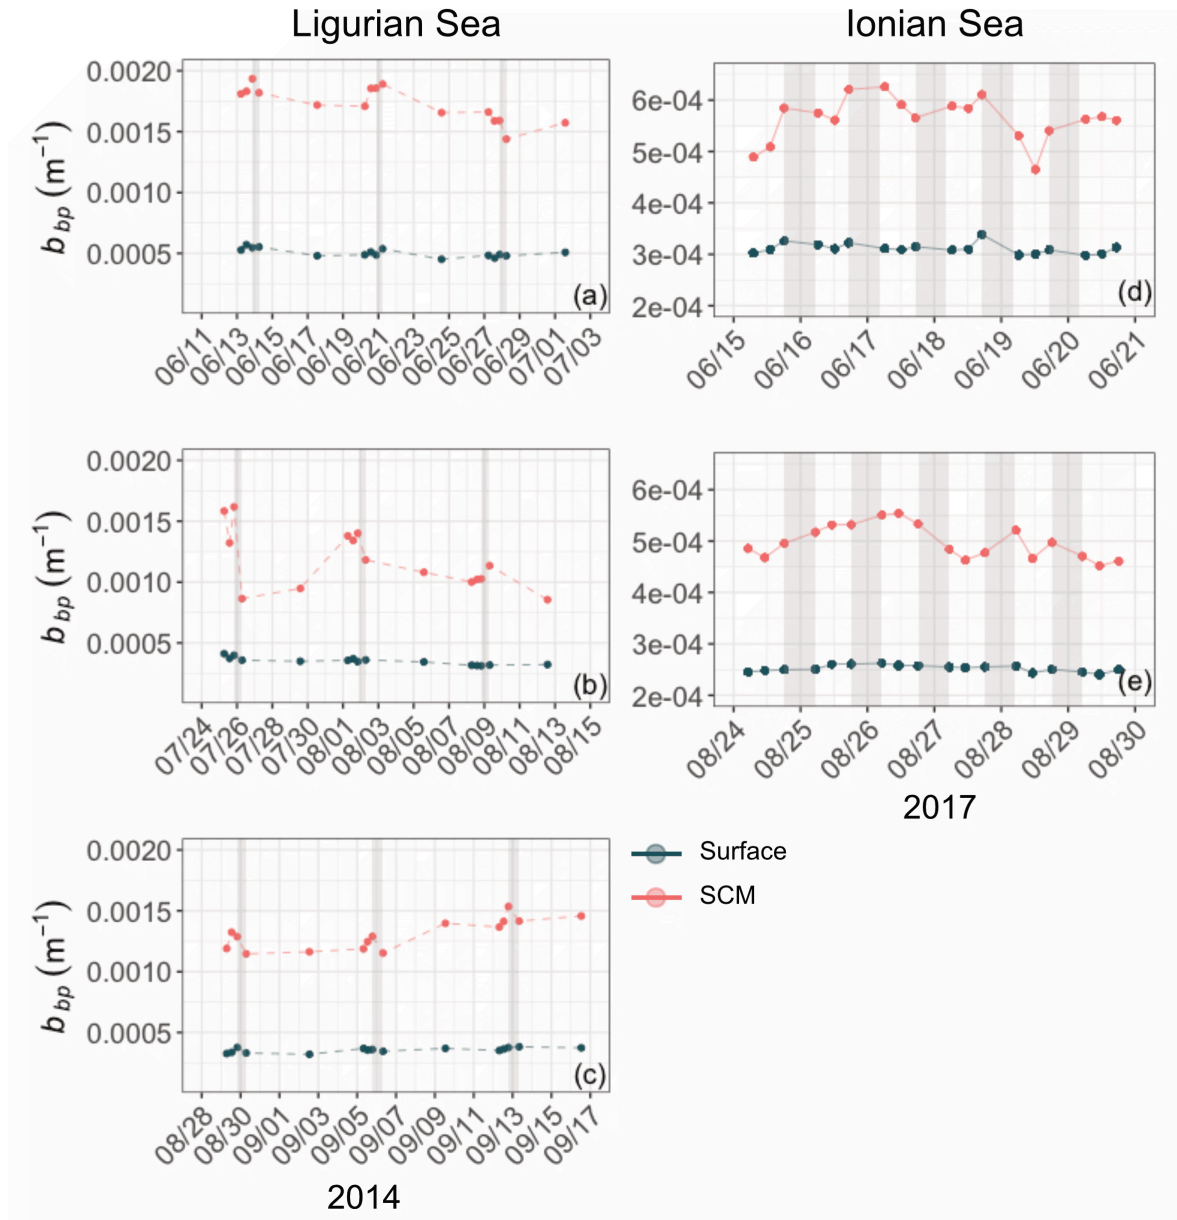 Ligurian Sea
Ionian Sea
b_bp (m⁻¹)
0.0020
0.0015
0.0010
0.0005
(a)
06/11 06/13 06/15 06/17 06/19 06/21 06/23 06/25 06/27 06/29 07/01 07/03
6e-04
5e-04
4e-04
3e-04
2e-04
(d)
06/15 06/16 06/17 06/18 06/19 06/20 06/21
b_bp (m⁻¹)
0.0020
0.0015
0.0010
0.0005
(b)
07/24 07/26 07/28 07/30 08/01 08/03 08/05 08/07 08/09 08/11 08/13 08/15
6e-04
5e-04
4e-04
3e-04
2e-04
(e)
08/24 08/25 08/26 08/27 08/28 08/29 08/30
2017
b_bp (m⁻¹)
0.0020
0.0015
0.0010
0.0005
(c)
08/28 08/30 09/01 09/03 09/05 09/07 09/09 09/11 09/13 09/15 09/17
2014
Surface
SCM